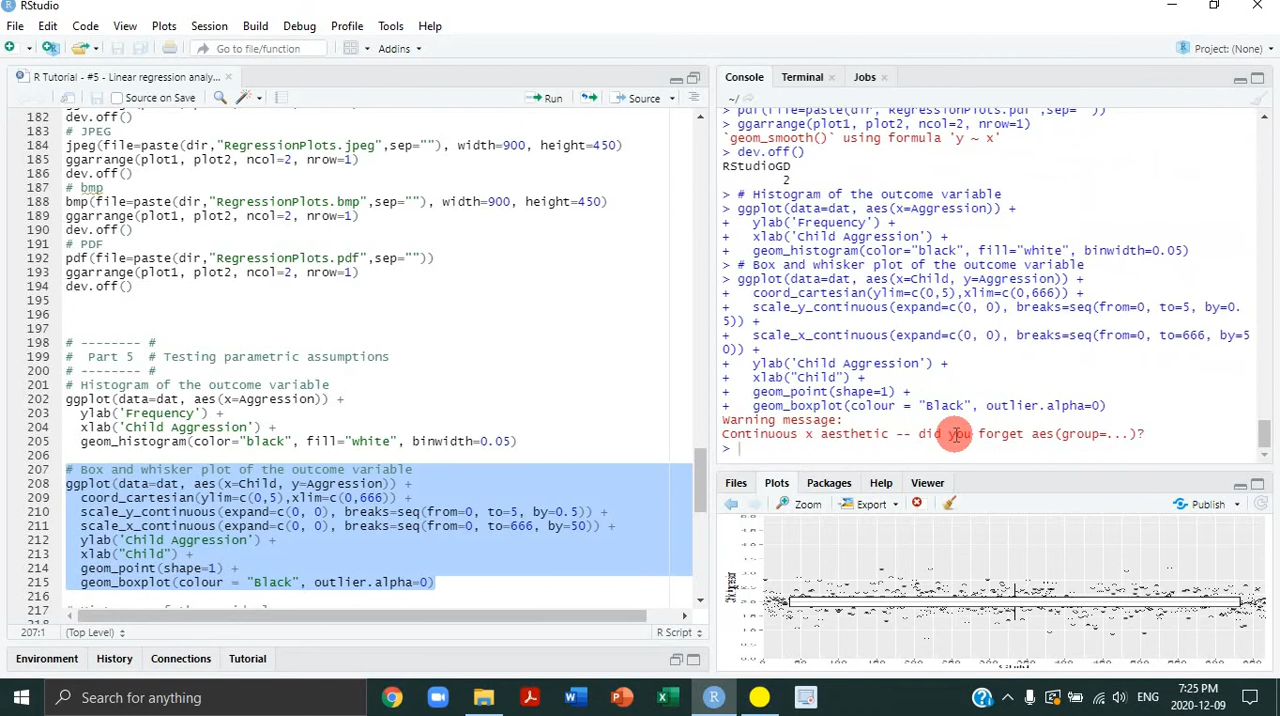 RStudio
File Edit Code View Plots Session Build Debug Profile Tools Help
Go to file/function Addins Project: (None)
R Tutorial - #5 - Linear regression analy...
Source on Save Run Source
182 dev.off()
183 # JPEG
184 jpeg(file=paste(dir,"RegressionPlots.jpeg",sep=""), width=900, height=450)
185 ggarrange(plot1, plot2, ncol=2, nrow=1)
186 dev.off()
187 # bmp
188 bmp(file=paste(dir,"RegressionPlots.bmp",sep=""), width=900, height=450)
189 ggarrange(plot1, plot2, ncol=2, nrow=1)
190 dev.off()
191 # PDF
192 pdf(file=paste(dir,"RegressionPlots.pdf",sep=""))
193 ggarrange(plot1, plot2, ncol=2, nrow=1)
194 dev.off()
195
196
197
198 # -------- #
199 # Part 5 # Testing parametric assumptions
200 # -------- #
201 # Histogram of the outcome variable
202 ggplot(data=dat, aes(x=Aggression)) +
203 ylab('Frequency') +
204 xlab('Child Aggression') +
205 geom_histogram(color="black", fill="white", binwidth=0.05)
206
207 # Box and whisker plot of the outcome variable
208 ggplot(data=dat, aes(x=Child, y=Aggression)) +
209 coord_cartesian(ylim=c(0,5),xlim=c(0,666)) +
210 scale_y_continuous(expand=c(0, 0), breaks=seq(from=0, to=5, by=0.5)) +
211 scale_x_continuous(expand=c(0, 0), breaks=seq(from=0, to=666, by=50)) +
212 ylab('Child Aggression') +
213 xlab("Child") +
214 geom_point(shape=1) +
215 geom_boxplot(colour = "Black", outlier.alpha=0)
216
217
207:1 (Top Level) R Script
Environment History Connections Tutorial
Console Terminal Jobs
~/
> pdf(file=paste(dir,"RegressionPlots.pdf",sep=""))
> ggarrange(plot1, plot2, ncol=2, nrow=1)
`geom_smooth()` using formula 'y ~ x'
> dev.off()
RStudioGD
2
> # Histogram of the outcome variable
> ggplot(data=dat, aes(x=Aggression)) +
+ ylab('Frequency') +
+ xlab('Child Aggression') +
+ geom_histogram(color="black", fill="white", binwidth=0.05)
> # Box and whisker plot of the outcome variable
> ggplot(data=dat, aes(x=Child, y=Aggression)) +
+ coord_cartesian(ylim=c(0,5),xlim=c(0,666)) +
+ scale_y_continuous(expand=c(0, 0), breaks=seq(from=0, to=5, by=0.
5)) +
+ scale_x_continuous(expand=c(0, 0), breaks=seq(from=0, to=666, by=5
0)) +
+ ylab('Child Aggression') +
+ xlab("Child") +
+ geom_point(shape=1) +
+ geom_boxplot(colour = "Black", outlier.alpha=0)
Warning message:
Continuous x aesthetic -- did you forget aes(group=...)?
>
Files Plots Packages Help Viewer
Zoom Export Publish
Search for anything
ENG 7:25 PM
2020-12-09